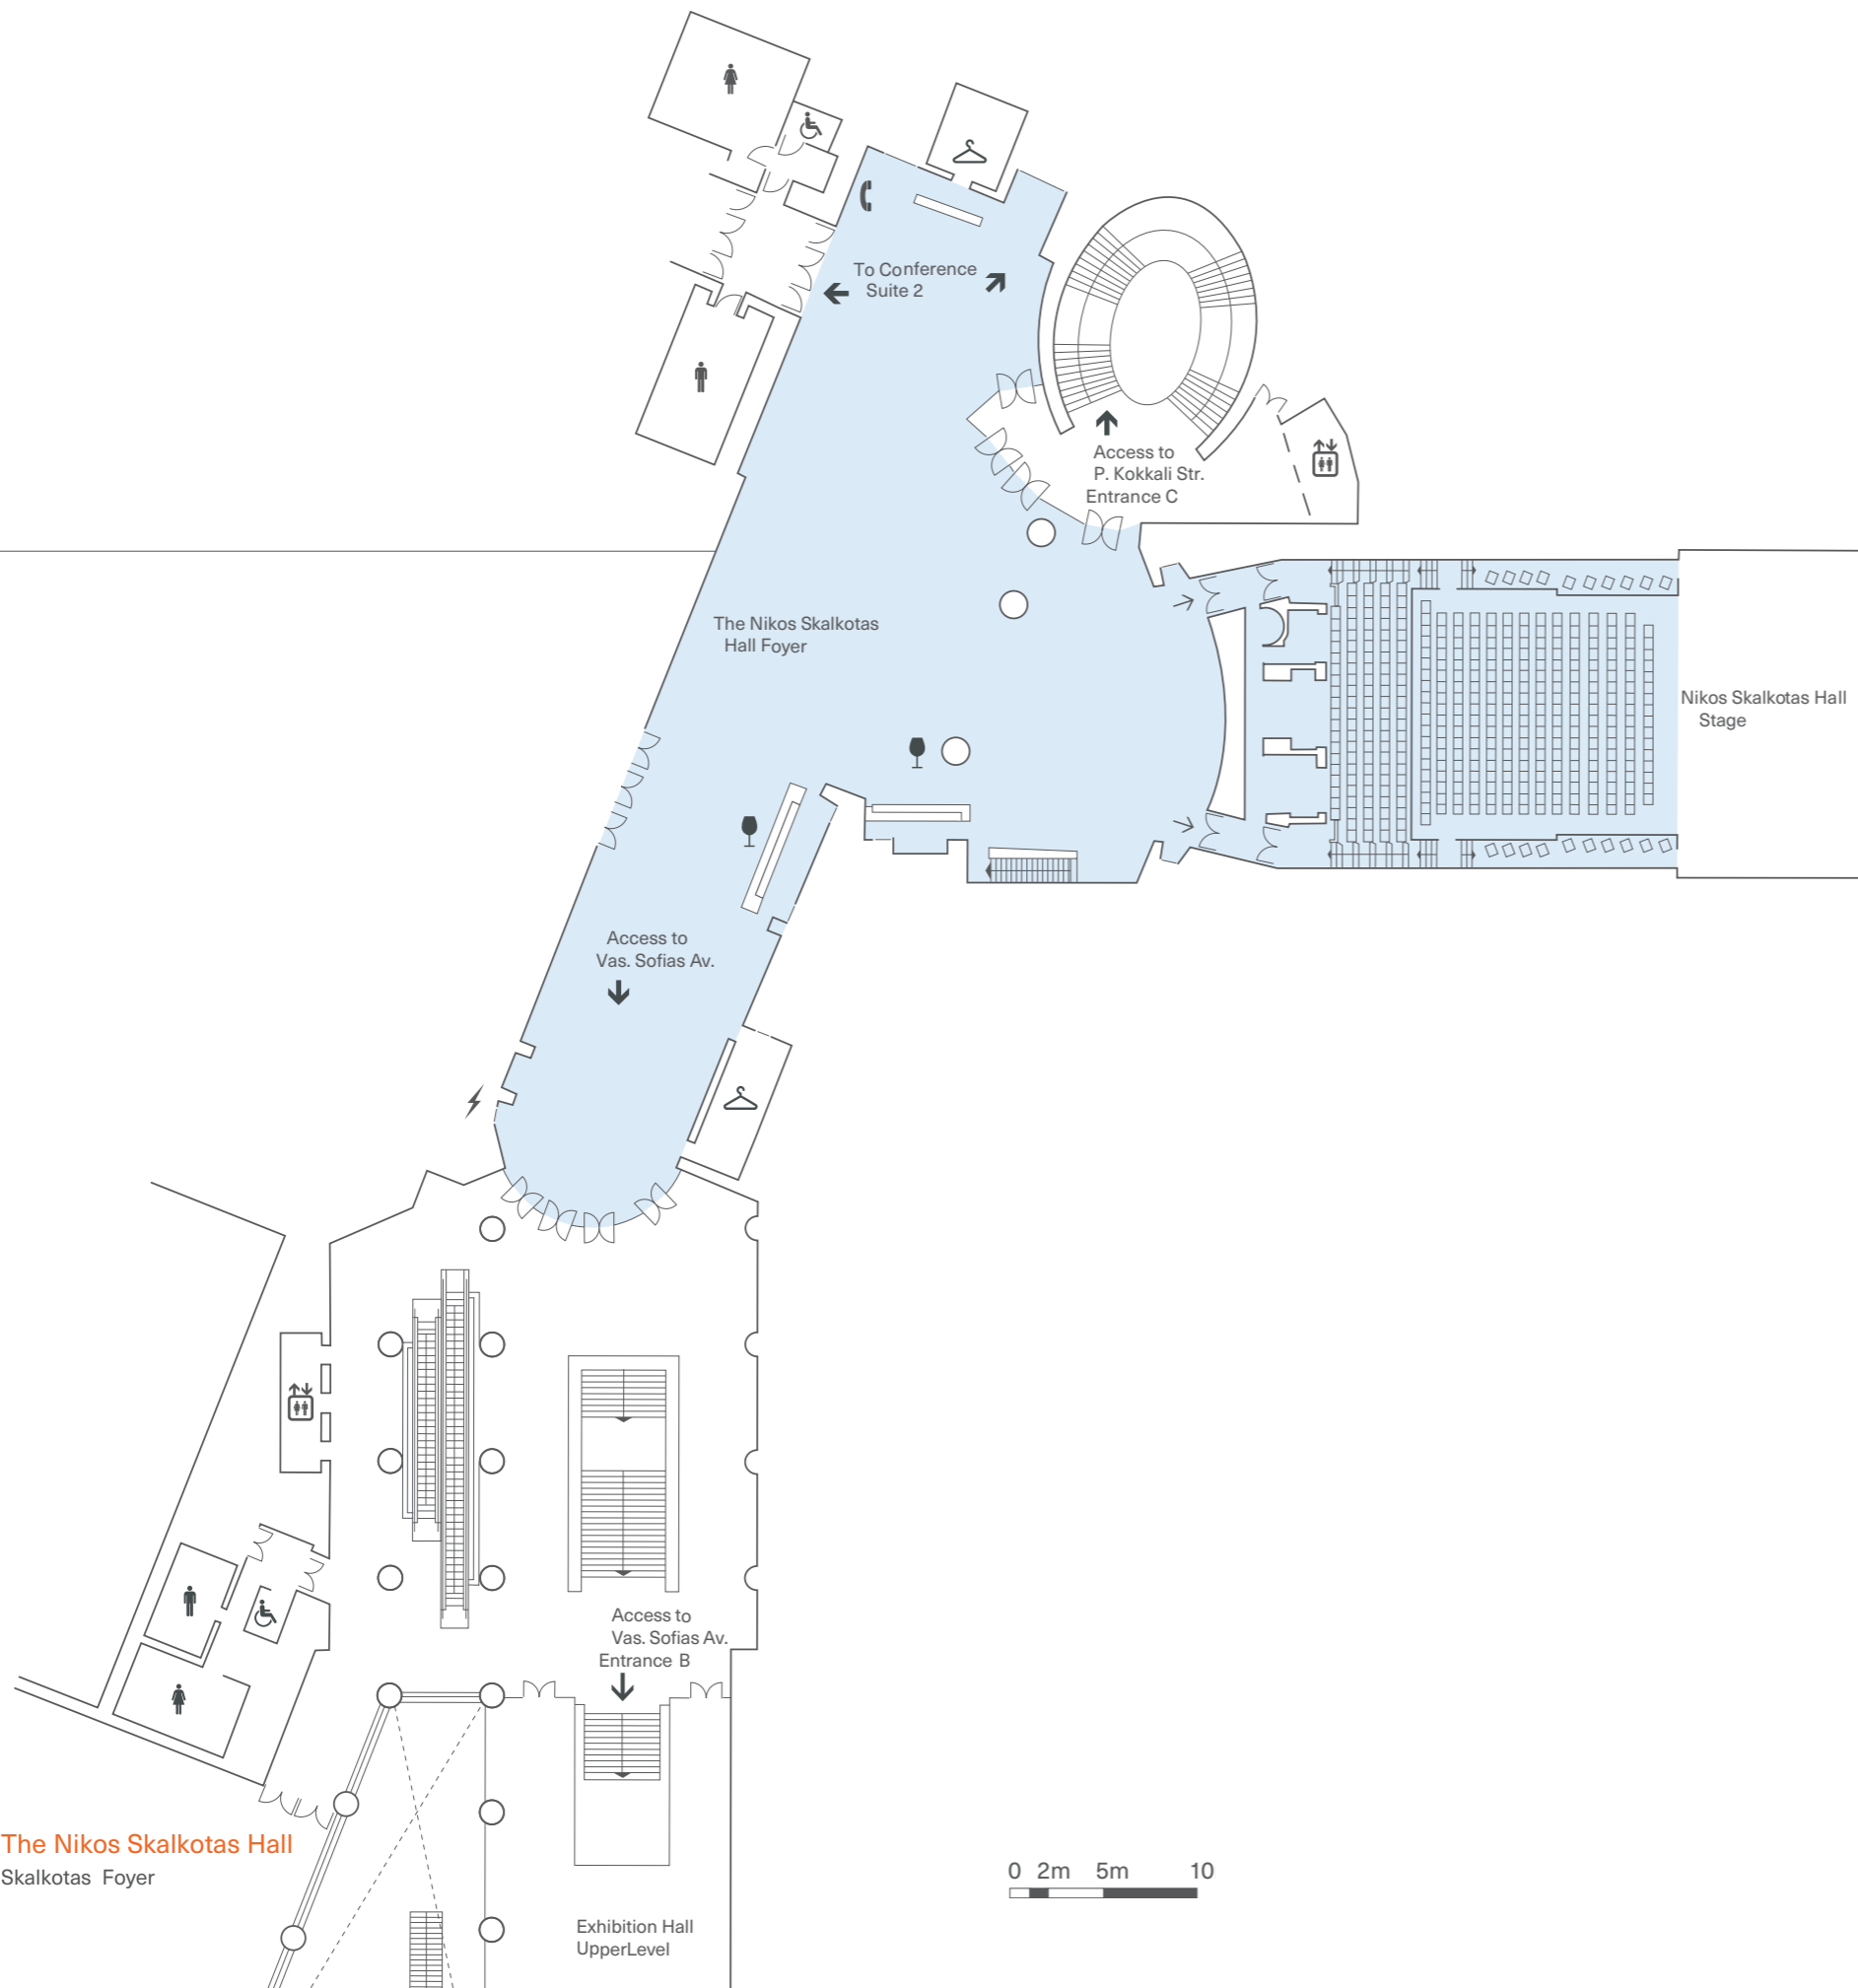 To Conference
Suite 2
Access to
P. Kokkali Str.
Entrance C
The Nikos Skalkotas
Hall Foyer
Nikos Skalkotas Hall
Stage
Access to
Vas. Sofias Av.
Access to
Vas. Sofias Av.
Entrance B
The Nikos Skalkotas Hall
Skalkotas Foyer
0 2m 5m 10
Exhibition Hall
UpperLevel